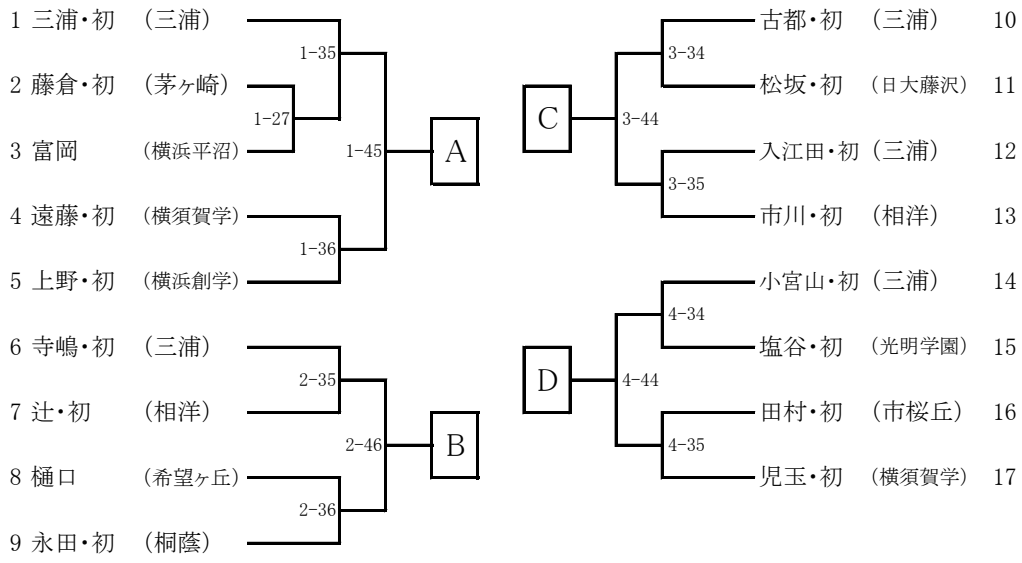 1 三浦・初 （三浦）
1-35
2 藤倉・初 （茅ヶ崎）
1-27
3 富岡 （横浜平沼）
1-45
A
4 遠藤・初 （横須賀学）
1-36
5 上野・初 （横浜創学）
6 寺嶋・初 （三浦）
2-35
7 辻・初 （相洋）
2-46
B
8 樋口 （希望ヶ丘）
2-36
9 永田・初 （桐蔭）
古都・初 （三浦） 10
3-34
松坂・初 （日大藤沢） 11
C
3-44
入江田・初 （三浦） 12
3-35
市川・初 （相洋） 13
小宮山・初 （三浦） 14
4-34
塩谷・初 （光明学園） 15
D
4-44
田村・初 （市桜丘） 16
4-35
児玉・初 （横須賀学） 17